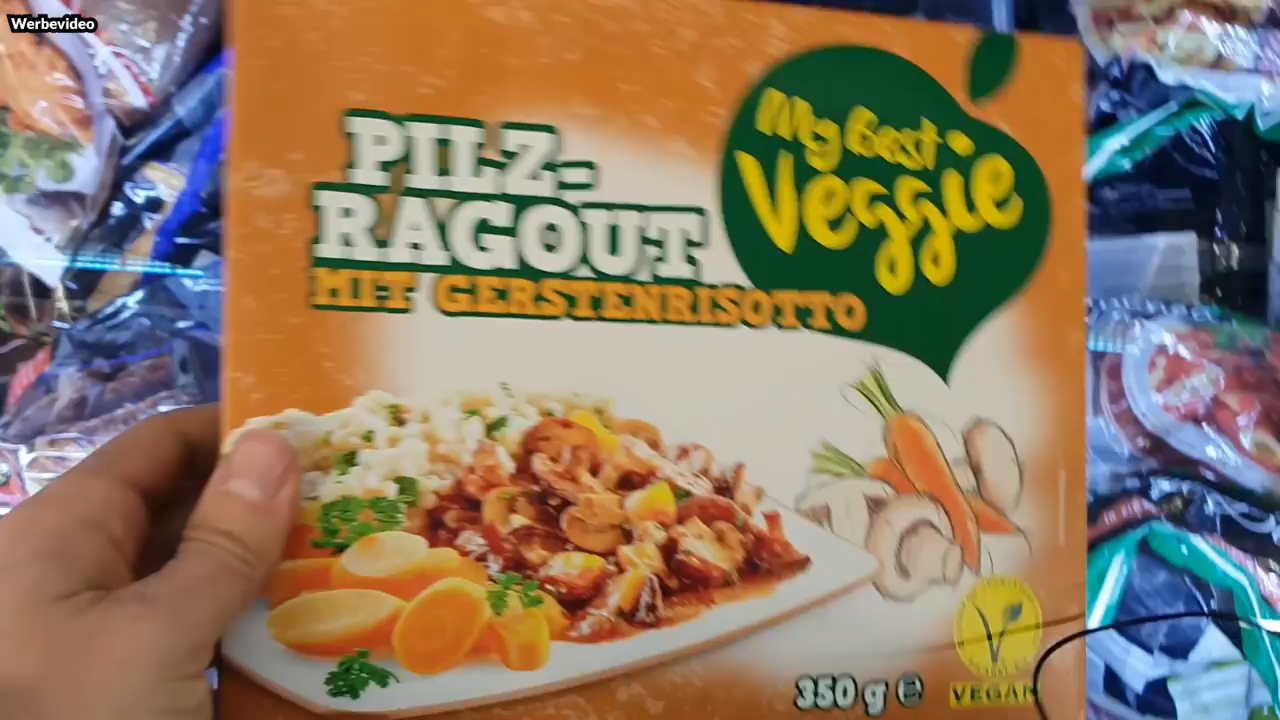 Werbevideo
My Best
Veggie
PILZ-
RAGOUT
MIT GERSTENRISOTTO
350 g e
VEGAN